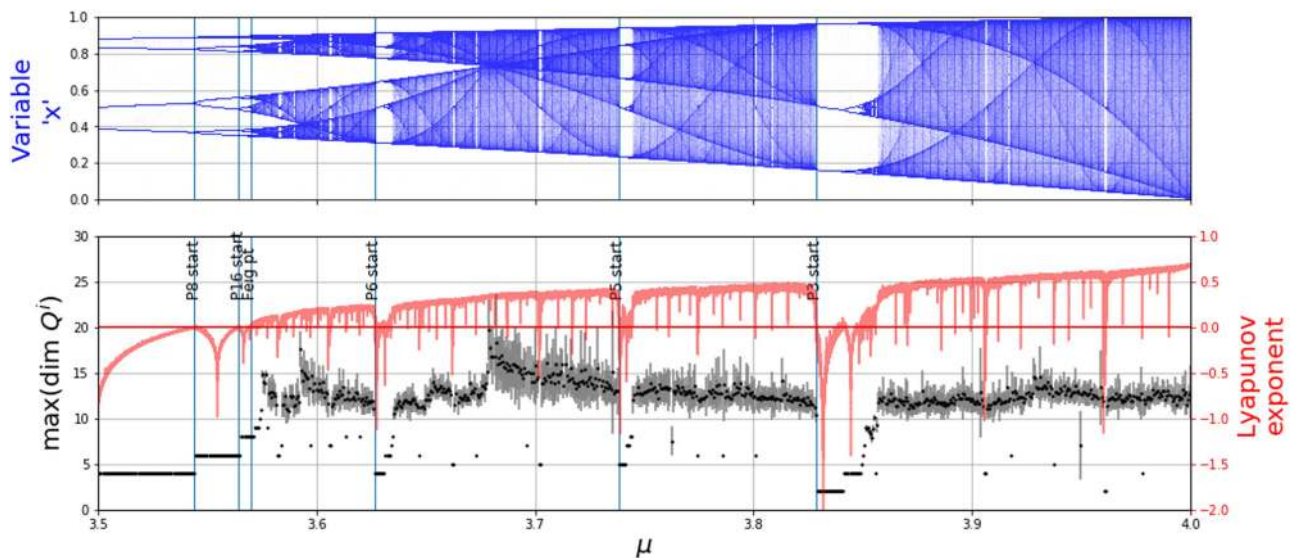 Variable
'x'
1.0
0.8
0.6
0.4
0.2
0.0
max(dim Qⁱ)
30
25
20
15
10
5
0
P8 start
P16 start
Feig.pt
P6 start
P5 start
P3 start
1.0
0.5
0.0
−0.5
−1.0
−1.5
−2.0
Lyapunov
exponent
3.5
3.6
3.7
3.8
3.9
4.0
μ